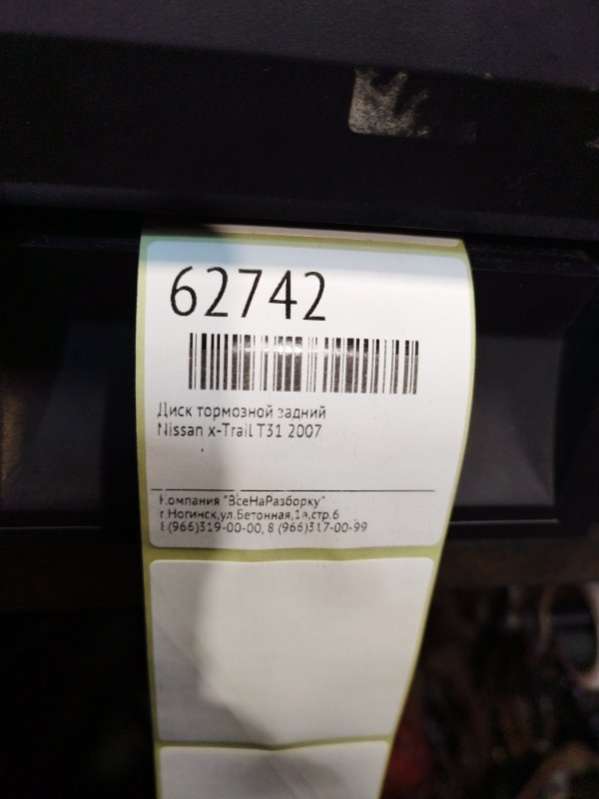 62742
Диск тормозной задний
Nissan x-Trail T31 2007
Компания "ВсеНаРазборку"
г.Ногинск,ул.Бетонная,1а,стр.6
8(966)319-00-00, 8 (966)317-00-99